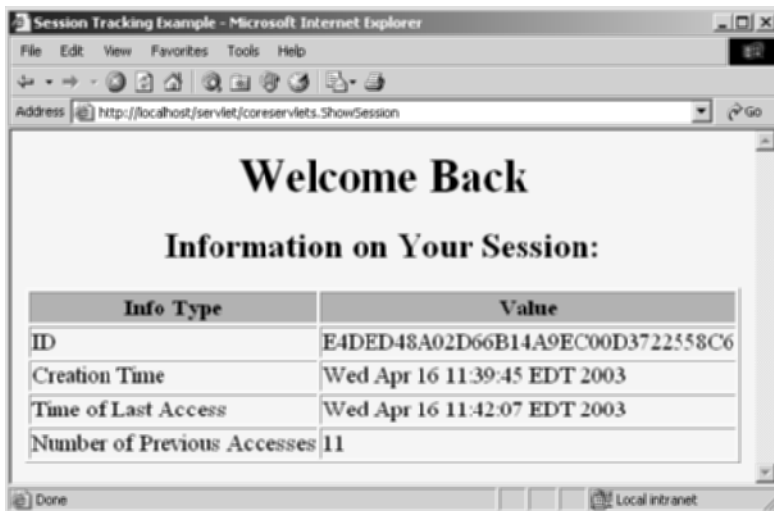 Session Tracking Example - Microsoft Internet Explorer
File Edit View Favorites Tools Help
Address http://localhost/servlet/coreservlets.ShowSession Go
Welcome Back
Information on Your Session:
Info Type Value
ID E4DED48A02D66B14A9EC00D3722558C6
Creation Time Wed Apr 16 11:39:45 EDT 2003
Time of Last Access Wed Apr 16 11:42:07 EDT 2003
Number of Previous Accesses 11
Done Local intranet